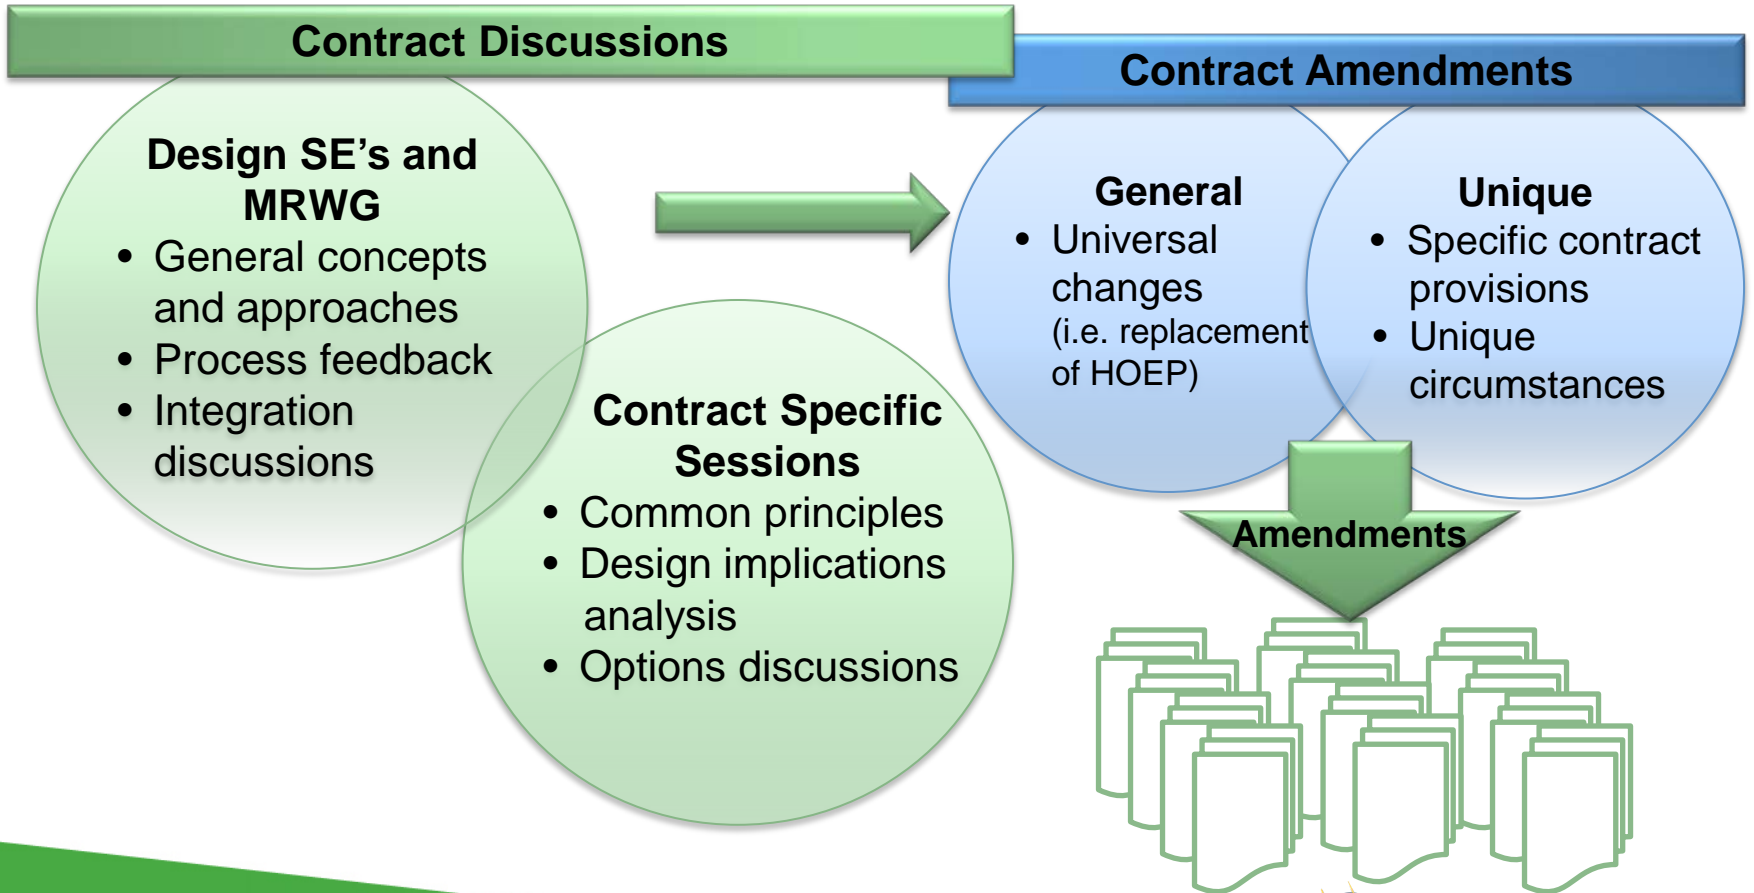 Contract Discussions
Contract Amendments
Design SE’s and
MRWG
• General concepts
and approaches
• Process feedback
• Integration
discussions
Contract Specific
Sessions
• Common principles
• Design implications
analysis
• Options discussions
General
• Universal
changes
(i.e. replacement
of HOEP)
Unique
• Specific contract
provisions
• Unique
circumstances
Amendments